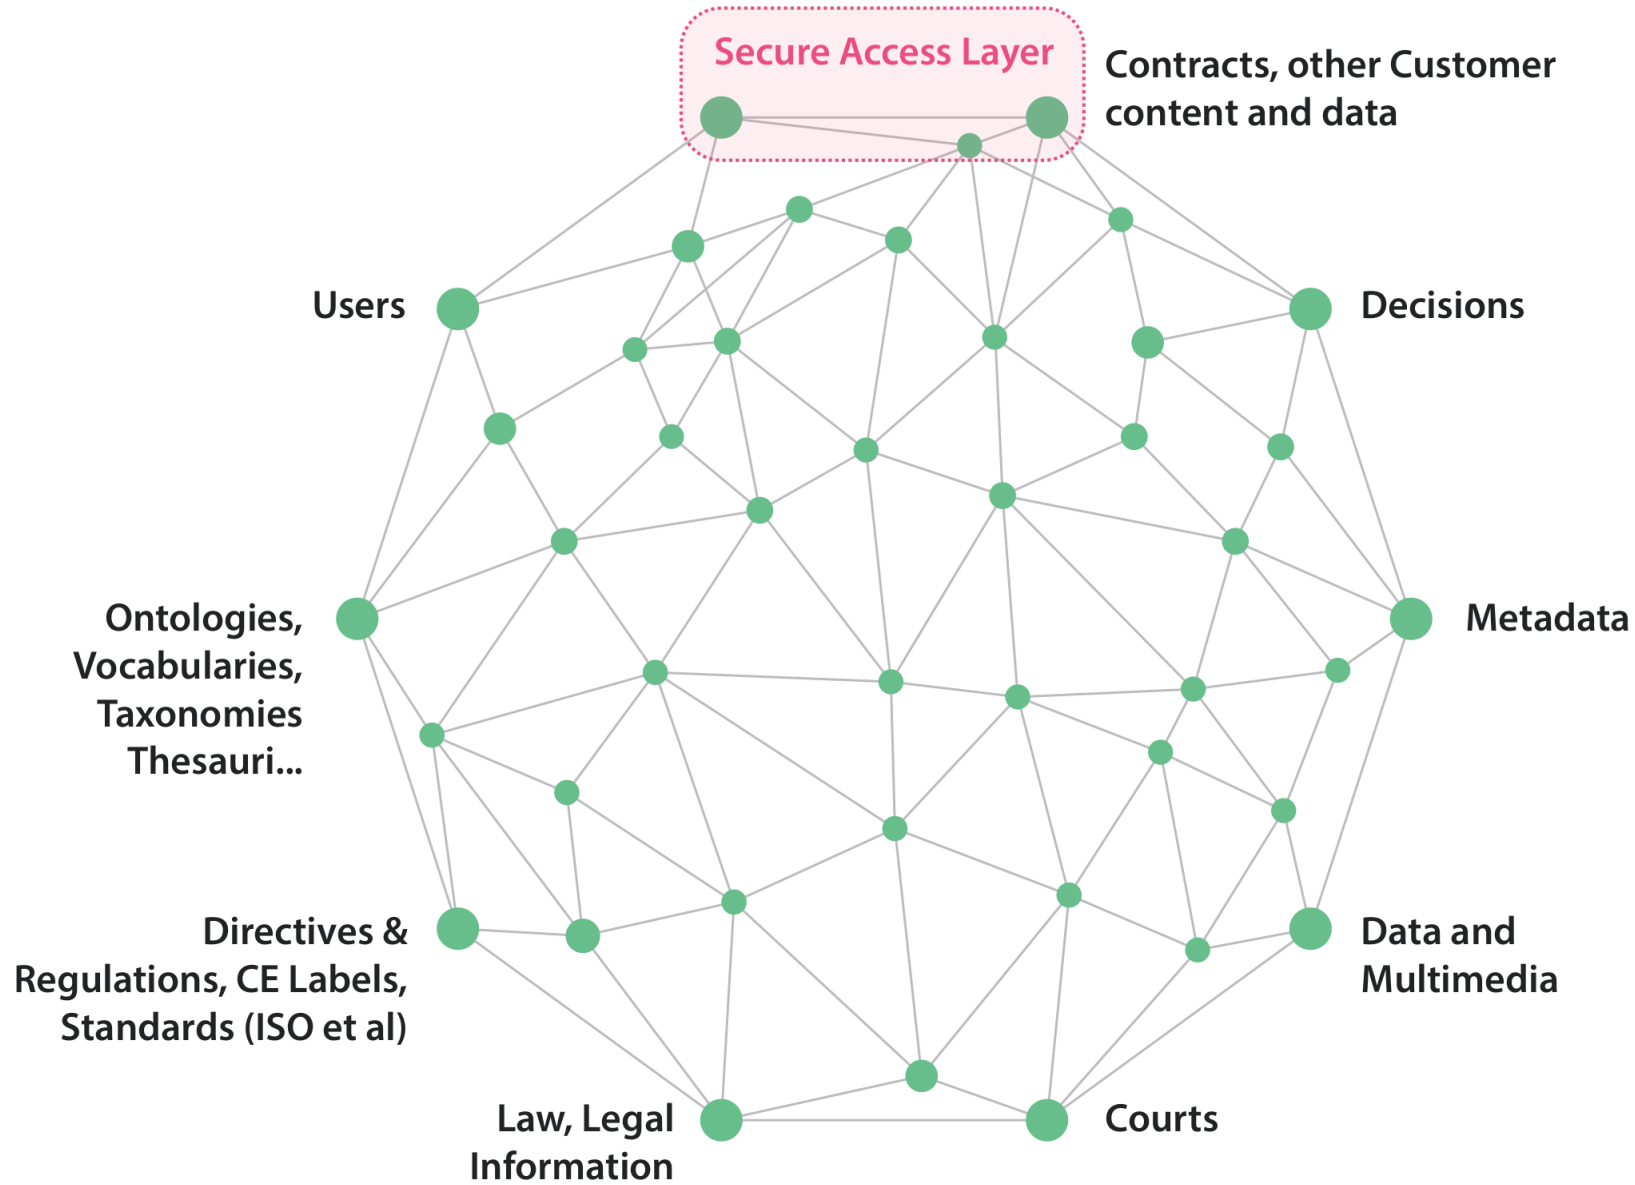 Secure Access Layer
Contracts, other Customer
content and data
Users
Decisions
Ontologies,
Vocabularies,
Taxonomies
Thesauri...
Metadata
Directives &
Regulations, CE Labels,
Standards (ISO et al)
Data and
Multimedia
Law, Legal
Information
Courts